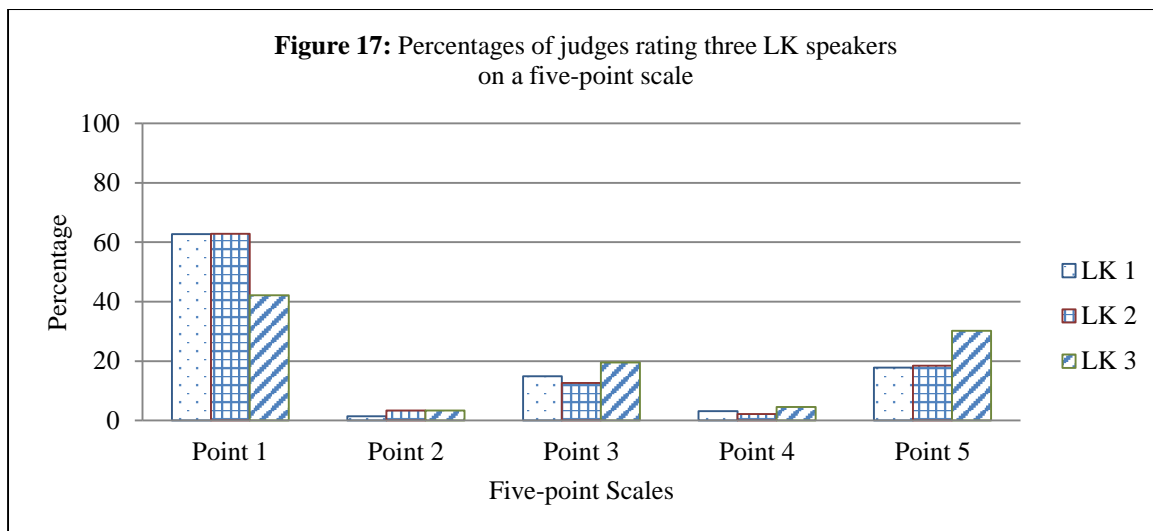 Figure 17: Percentages of judges rating three LK speakers
on a five-point scale
100
80
60
40
20
0
Percentage
Point 1
Point 2
Point 3
Point 4
Point 5
Five-point Scales
LK 1
LK 2
LK 3